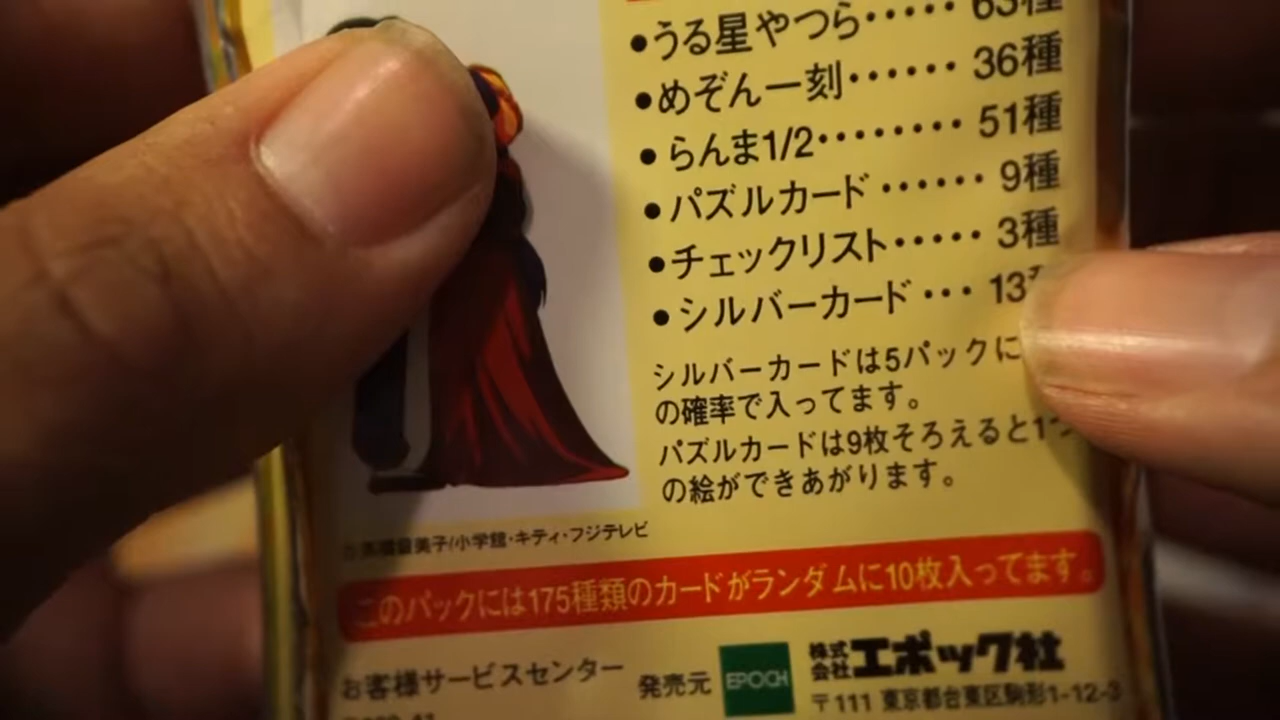 ●うる星やつら‥‥‥ 63種
●めぞん一刻‥‥‥ 36種
●らんま1/2‥‥‥‥ 51種
●パズルカード‥‥‥ 9種
●チェックリスト‥‥‥ 3種
●シルバーカード‥‥ 13
シルバーカードは5パックに
の確率で入ってます。
パズルカードは9枚そろえると1つ
の絵ができあがります。
高橋留美子/小学館・キティ・フジテレビ
このパックには175種類のカードがランダムに10枚入ってます。
お客様サービスセンター
発売元 EPOCH 株式会社エポック社
〒111 東京都台東区駒形1-12-3